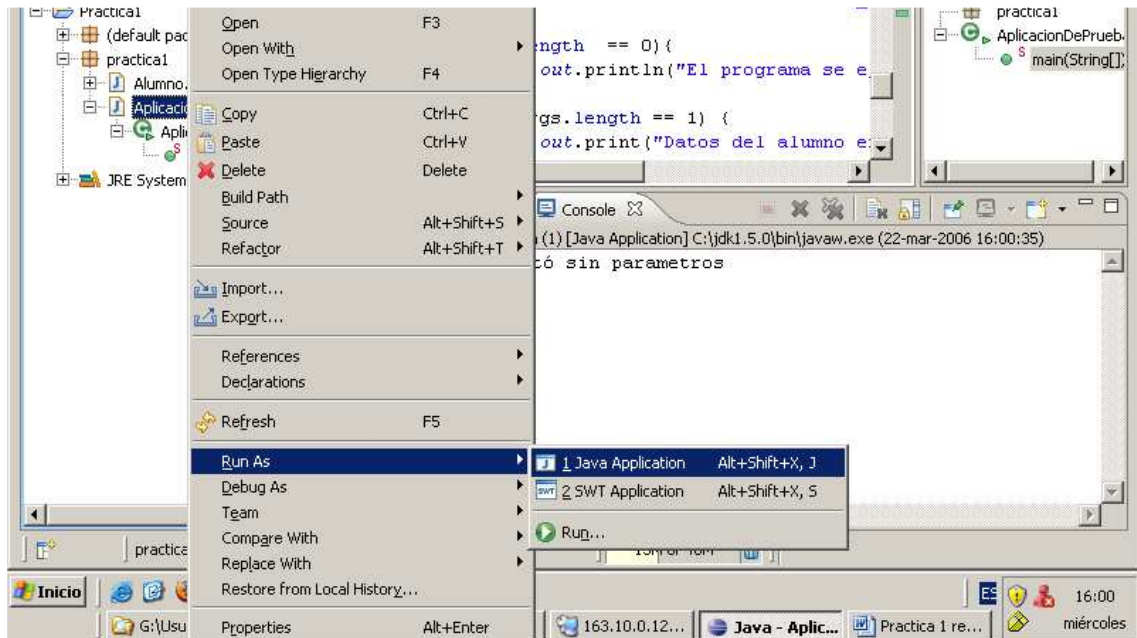 Practica1
(default pac
practica1
Alumno.
Aplicaci
Apli
S
JRE System
Open F3
Open With
Open Type Hierarchy F4
Copy Ctrl+C
Paste Ctrl+V
Delete Delete
Build Path
Source Alt+Shift+S
Refactor Alt+Shift+T
Import...
Export...
References
Declarations
Refresh F5
Run As
Debug As
Team
Compare With
Replace With
Restore from Local History...
Properties Alt+Enter
1 Java Application Alt+Shift+X, J
2 SWT Application Alt+Shift+X, S
Run...
ngth == 0){
out.println("El programa se e
gs.length == 1) {
out.print("Datos del alumno e
practica1
AplicacionDePrueb
S main(String[])
Console
(1) [Java Application] C:\jdk1.5.0\bin\javaw.exe (22-mar-2006 16:00:35)
tó sin parametros
practica
Inicio
ES
16:00
G:\Usu
163.10.0.12...
Java - Aplic...
Practica 1 re...
miércoles